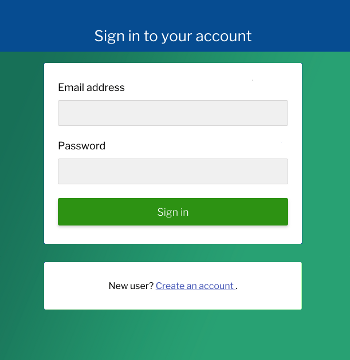 Sign in to your account
Email address
Password
Sign in
New user? Create an account .